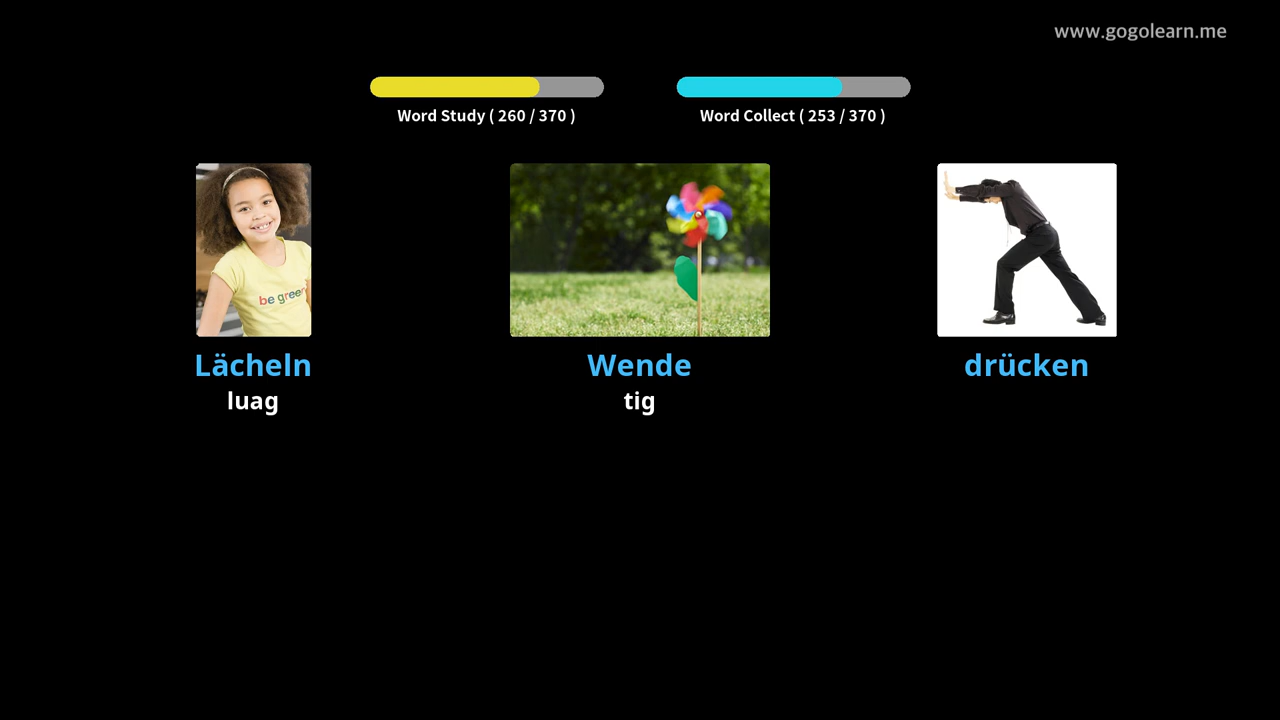 www.gogolearn.me
Word Study ( 260 / 370 )
Word Collect ( 253 / 370 )
be green
Lächeln
luag
Wende
tig
drücken